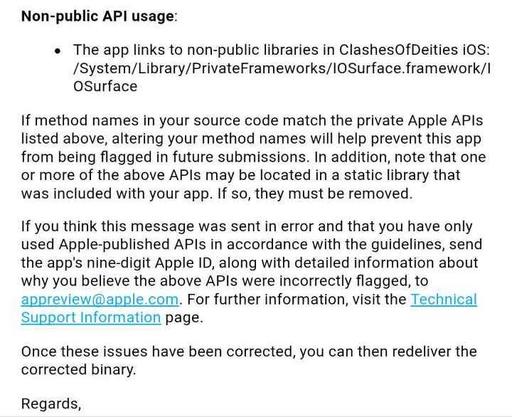 Non-public API usage:
• The app links to non-public libraries in ClashesOfDeities iOS:
/System/Library/PrivateFrameworks/IOSurface.framework/I
OSurface
If method names in your source code match the private Apple APIs
listed above, altering your method names will help prevent this app
from being flagged in future submissions. In addition, note that one
or more of the above APIs may be located in a static library that
was included with your app. If so, they must be removed.
If you think this message was sent in error and that you have only
used Apple-published APIs in accordance with the guidelines, send
the app's nine-digit Apple ID, along with detailed information about
why you believe the above APIs were incorrectly flagged, to
appreview@apple.com. For further information, visit the Technical
Support Information page.
Once these issues have been corrected, you can then redeliver the
corrected binary.
Regards,